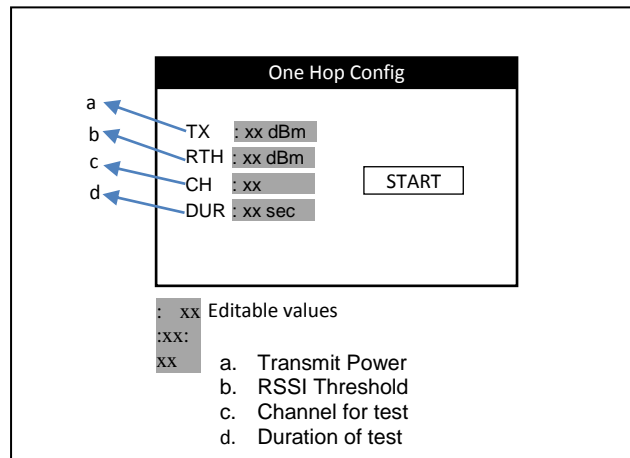 One Hop Config
a
b
c
d
TX : xx dBm
RTH : xx dBm
CH : xx
DUR : xx sec
START
: xx Editable values
:xx:
xx
a. Transmit Power
b. RSSI Threshold
c. Channel for test
d. Duration of test